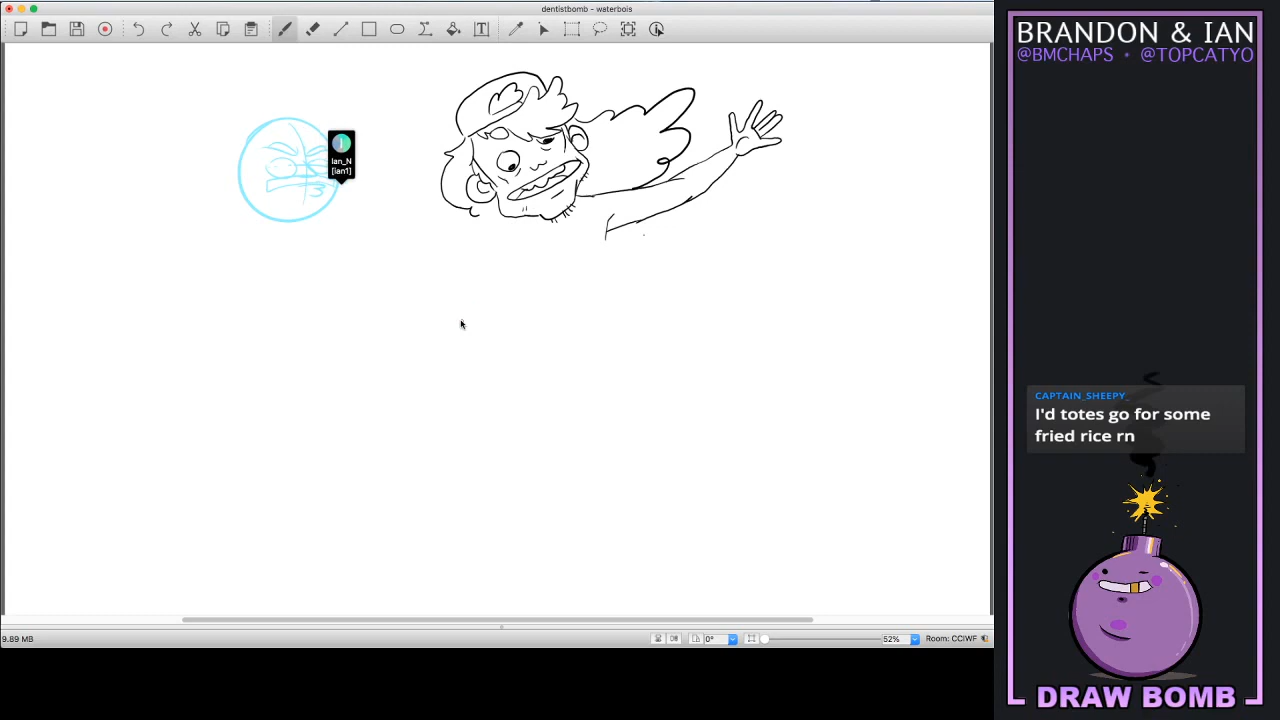 dentistbomb - waterbois
T
BRANDON & IAN
@BMCHAPS • @TOPCATYO
J
Ian_N
[ian1]
CAPTAIN_SHEEPY_
I'd totes go for some
fried rice rn
9.89 MB
0°
52%
Room: CCIWF
DRAW BOMB